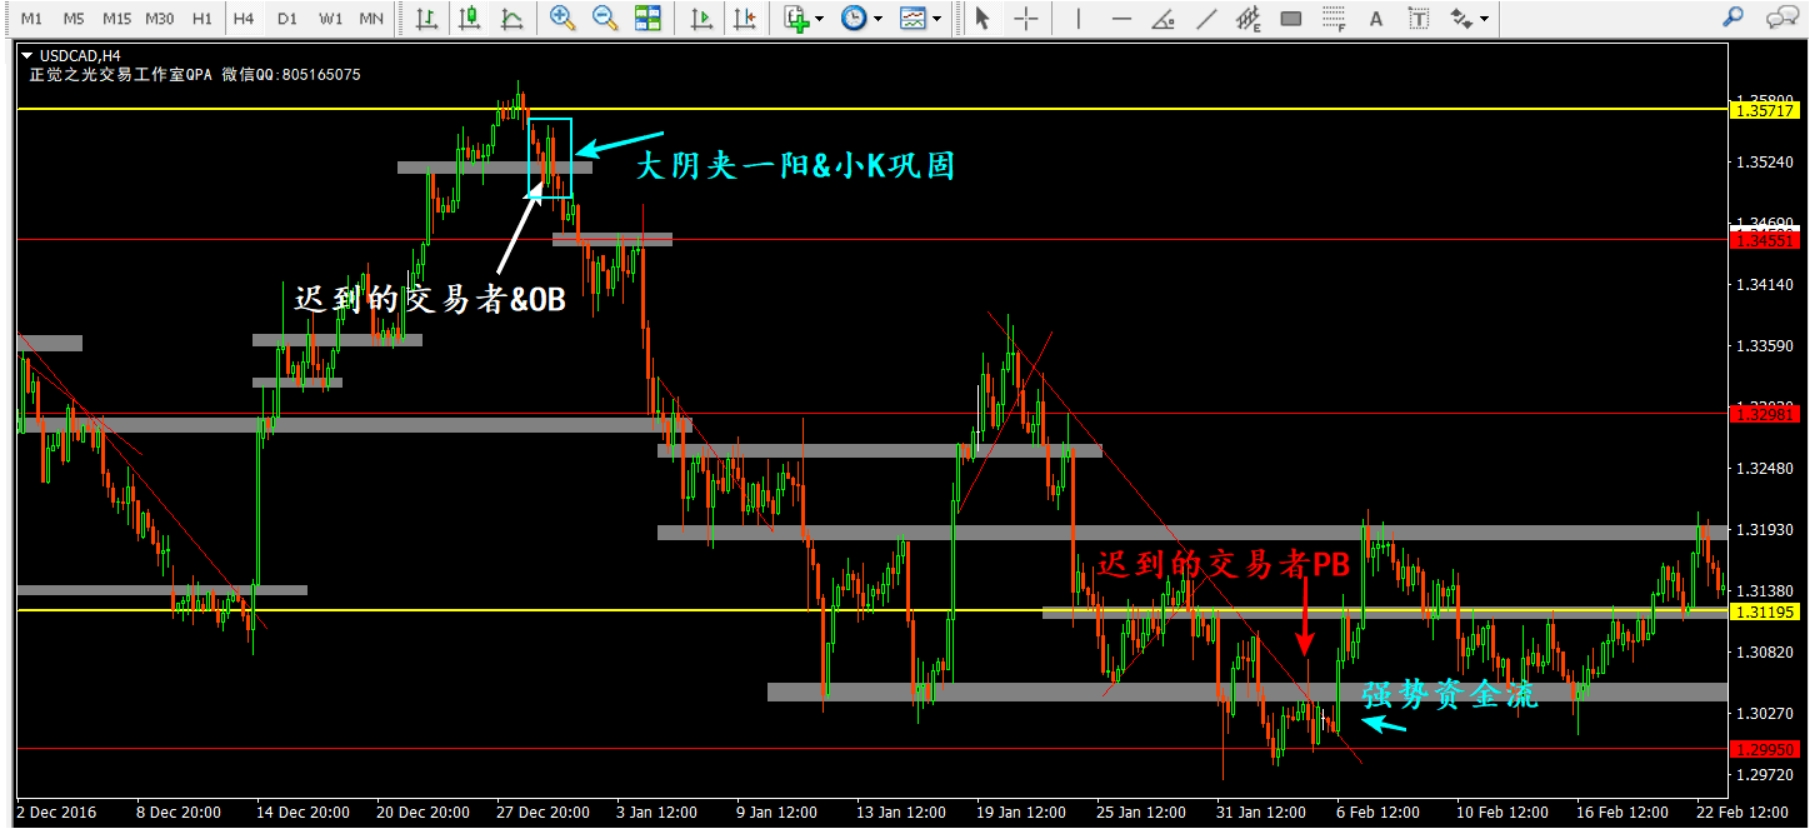 M1 M5 M15 M30 H1 H4 D1 W1 MN
E F A T
USDCAD,H4
正觉之光交易工作室QPA 微信QQ:805165075
1.35717
大阴夹一阳&小K巩固
1.35240
1.34551
迟到的交易者&OB
1.34140
1.33590
1.32981
1.32480
1.31930
迟到的交易者PB
1.31380
1.31195
1.30820
强势资金流
1.30270
1.29950
1.29720
2 Dec 2016 8 Dec 20:00 14 Dec 20:00 20 Dec 20:00 27 Dec 20:00 3 Jan 12:00 9 Jan 12:00 13 Jan 12:00 19 Jan 12:00 25 Jan 12:00 31 Jan 12:00 6 Feb 12:00 10 Feb 12:00 16 Feb 12:00 22 Feb 12:00